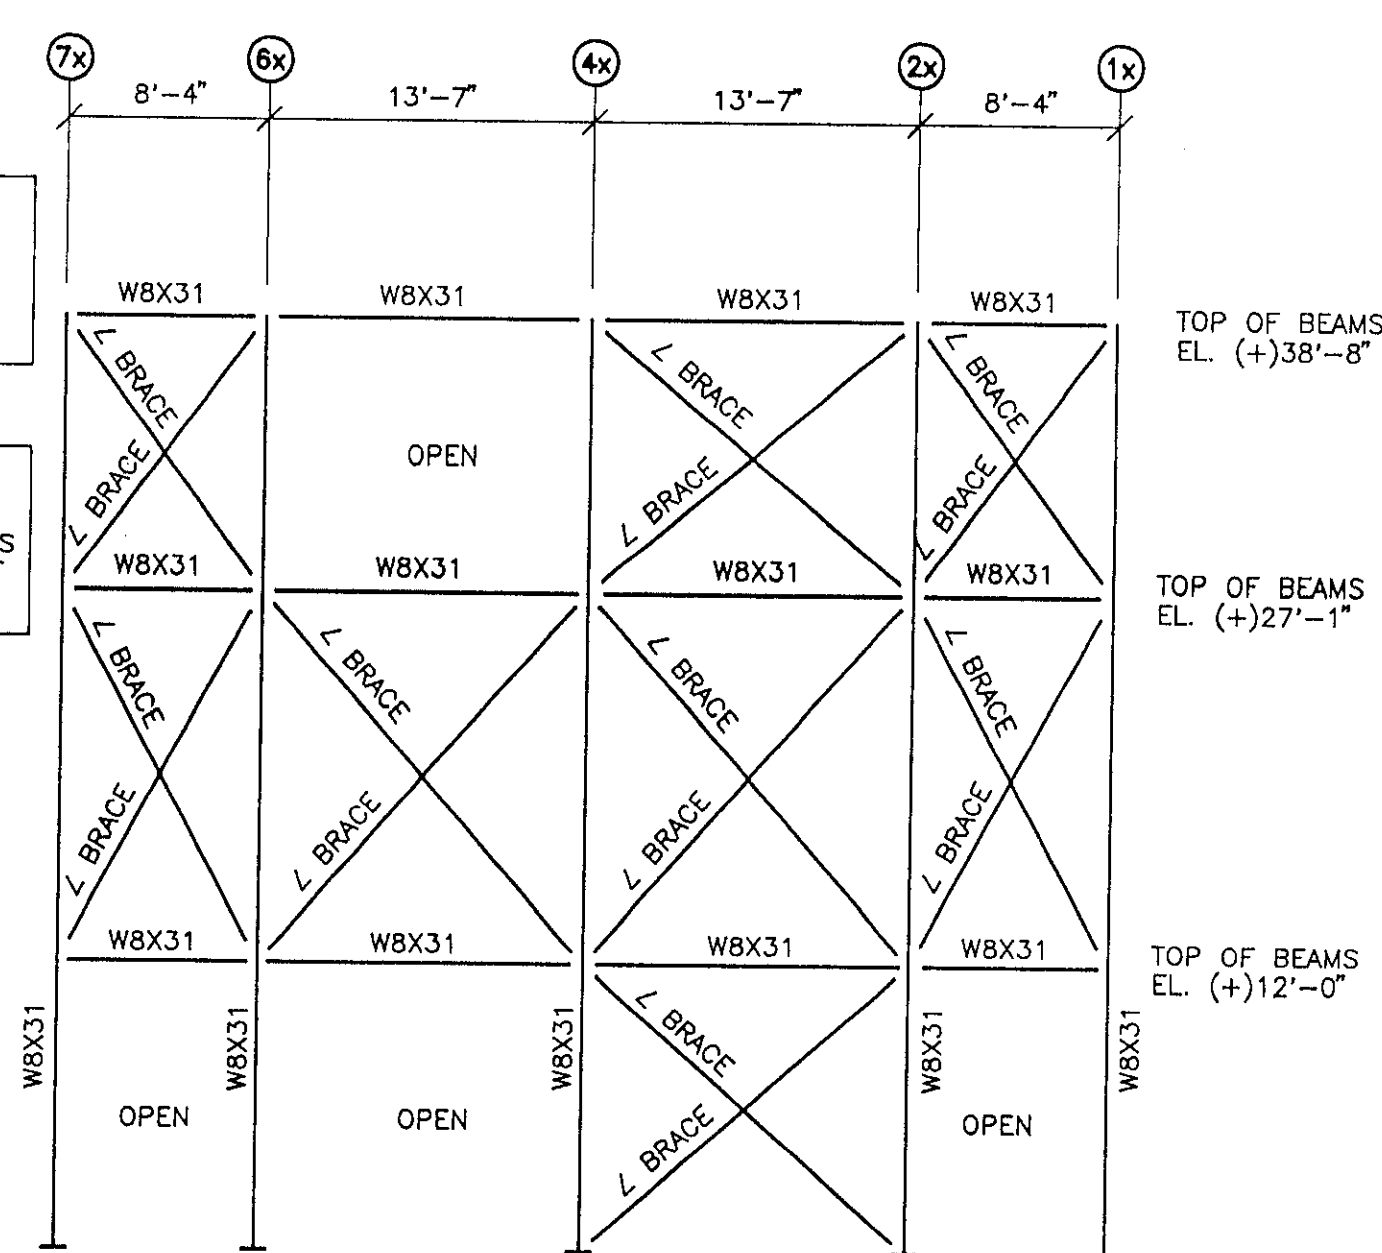 7x 6x 4x 2x 1x
8'-4" 13'-7" 13'-7" 8'-4"
W8X31 W8X31 W8X31 W8X31
TOP OF BEAMS
EL. (+)38'-8"
L BRACE L BRACE L BRACE
OPEN
L BRACE L BRACE L BRACE
S
W8X31 W8X31 W8X31 W8X31
TOP OF BEAMS
EL. (+)27'-1"
L BRACE L BRACE L BRACE L BRACE
L BRACE L BRACE L BRACE L BRACE
W8X31 W8X31 W8X31 W8X31
TOP OF BEAMS
EL. (+)12'-0"
W8X31 W8X31 W8X31 W8X31 W8X31
L BRACE
OPEN OPEN OPEN
L BRACE